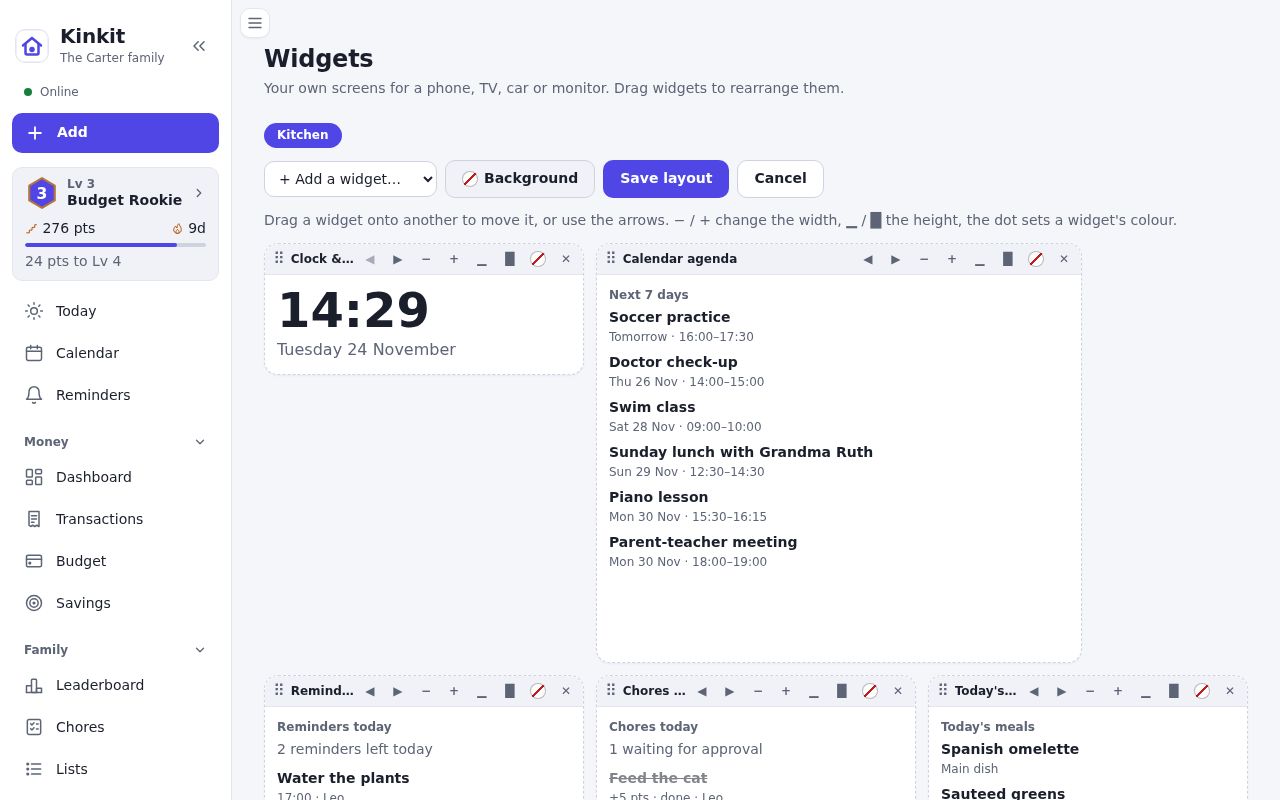 Kinkit
The Carter family
Online
Add
3
Lv 3
Budget Rookie
276 pts
9d
24 pts to Lv 4
Today
Calendar
Reminders
Money
Dashboard
Transactions
Budget
Savings
Family
Leaderboard
Chores
Lists
Widgets
Your own screens for a phone, TV, car or monitor. Drag widgets to rearrange them.
Kitchen
+ Add a widget…
Background
Save layout
Cancel
Drag a widget onto another to move it, or use the arrows. − / + change the width, ▁ / █ the height, the dot sets a widget's colour.
⠿ Clock &… ◀ ▶ − + ▁ █ ✕
14:29
Tuesday 24 November
⠿ Calendar agenda ◀ ▶ − + ▁ █ ✕
Next 7 days
Soccer practice
Tomorrow · 16:00–17:30
Doctor check-up
Thu 26 Nov · 14:00–15:00
Swim class
Sat 28 Nov · 09:00–10:00
Sunday lunch with Grandma Ruth
Sun 29 Nov · 12:30–14:30
Piano lesson
Mon 30 Nov · 15:30–16:15
Parent-teacher meeting
Mon 30 Nov · 18:00–19:00
⠿ Remind… ◀ ▶ − + ▁ █ ✕
Reminders today
2 reminders left today
Water the plants
17:00 · Leo
⠿ Chores … ◀ ▶ − + ▁ █ ✕
Chores today
1 waiting for approval
Feed the cat
+5 pts · done · Leo
⠿ Today's… ◀ ▶ − + ▁ █ ✕
Today's meals
Spanish omelette
Main dish
Sauteed greens